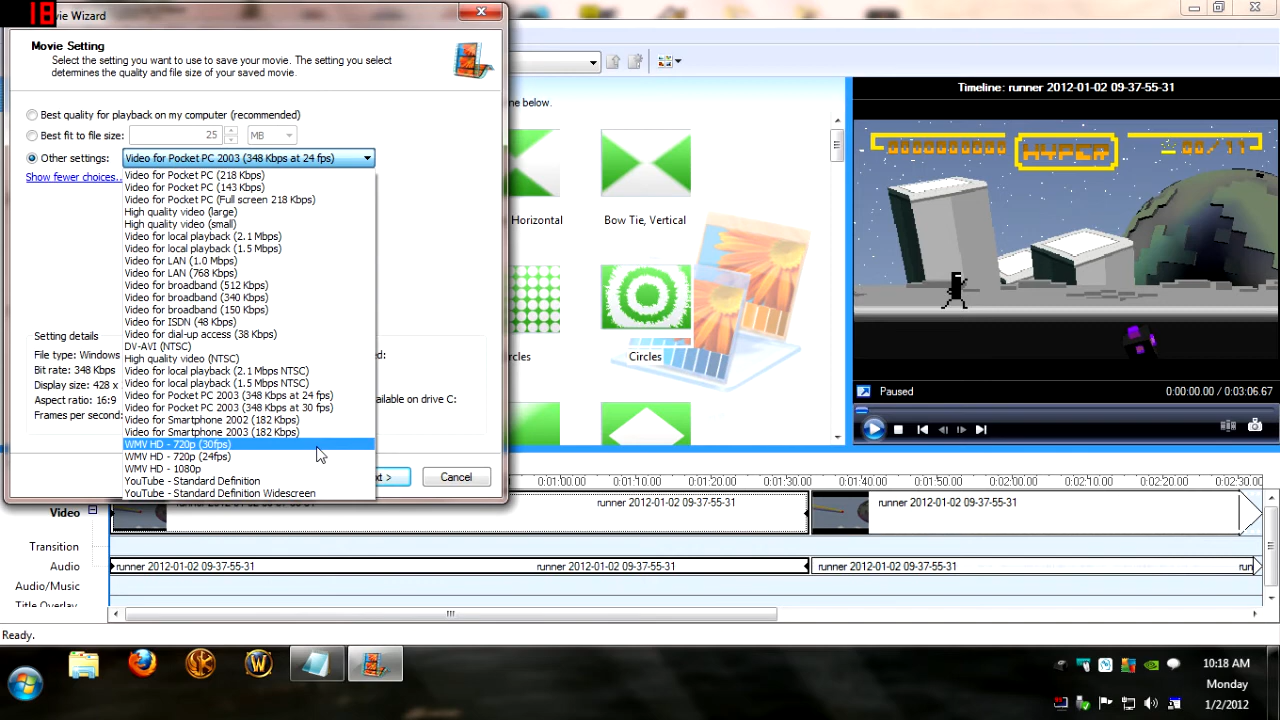 18
vie Wizard
Movie Setting
Select the setting you want to use to save your movie. The setting you select
determines the quality and file size of your saved movie.
Best quality for playback on my computer (recommended)
Best fit to file size: 25 MB
Other settings: Video for Pocket PC 2003 (348 Kbps at 24 fps)
Show fewer choices...
Video for Pocket PC (218 Kbps)
Video for Pocket PC (143 Kbps)
Video for Pocket PC (Full screen 218 Kbps)
High quality video (large)
High quality video (small)
Video for local playback (2.1 Mbps)
Video for local playback (1.5 Mbps)
Video for LAN (1.0 Mbps)
Video for LAN (768 Kbps)
Video for broadband (512 Kbps)
Video for broadband (340 Kbps)
Video for broadband (150 Kbps)
Video for ISDN (48 Kbps)
Video for dial-up access (38 Kbps)
DV-AVI (NTSC)
High quality video (NTSC)
Video for local playback (2.1 Mbps NTSC)
Video for local playback (1.5 Mbps NTSC)
Video for Pocket PC 2003 (348 Kbps at 24 fps)
Video for Pocket PC 2003 (348 Kbps at 30 fps)
Video for Smartphone 2002 (182 Kbps)
Video for Smartphone 2003 (182 Kbps)
WMV HD - 720p (30fps)
WMV HD - 720p (24fps)
WMV HD - 1080p
YouTube - Standard Definition
YouTube - Standard Definition Widescreen
Setting details
File type: Windows
Bit rate: 348 Kbps
Display size: 428 x
Aspect ratio: 16:9
Frames per second:
ed:
ailable on drive C:
xt >
Cancel
ne below.
Horizontal
Bow Tie, Vertical
rcles
Circles
Timeline: runner 2012-01-02 09-37-55-31
000000000
HYPER
00/11
Paused
0:00:00.00 / 0:03:06.67
0:01:00.00 0:01:10.00 0:01:20.00 0:01:30.00 0:01:40.00 0:01:50.00 0:02:00.00 0:02:10.00 0:02:20.00 0:02:30.00
Video
runner 2012-01-02 09-37-55-31
runner 2012-01-02 09-37-55-31
runner 2012-01-02 09-37-55-31
Transition
Audio
runner 2012-01-02 09-37-55-31
runner 2012-01-02 09-37-55-31
runner 2012-01-02 09-37-55-31
run
Audio/Music
Title Overlay
Ready.
10:18 AM
Monday
1/2/2012